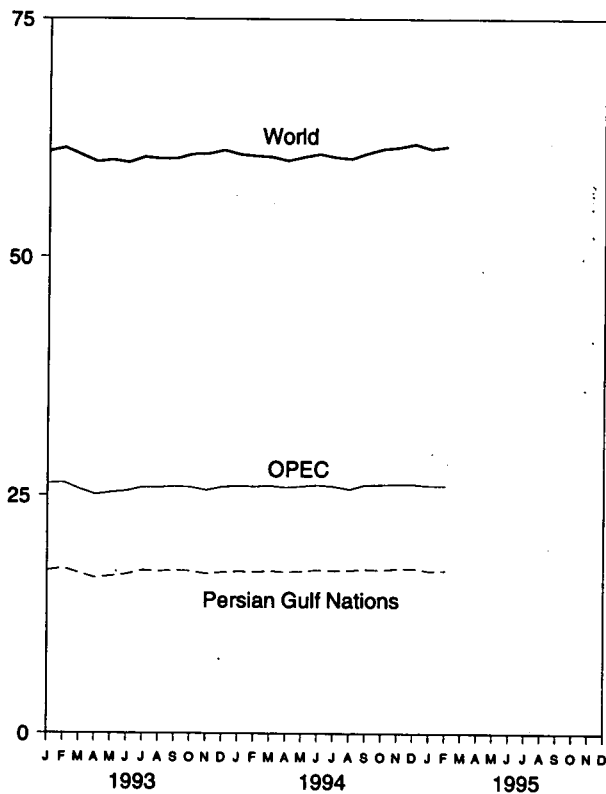 75
World
50
OPEC
25
Persian Gulf Nations
0
J F M A M J J A S O N D J F M A M J J A S O N D J F M A M J J A S O N D
1993 1994 1995